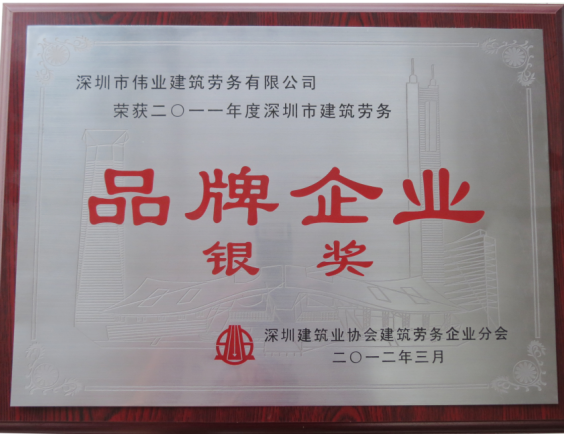 深圳市伟业建筑劳务有限公司
荣获二〇一一年度深圳市建筑劳务
品牌企业
银奖
深圳建筑业协会建筑劳务企业分会
二〇一二年三月